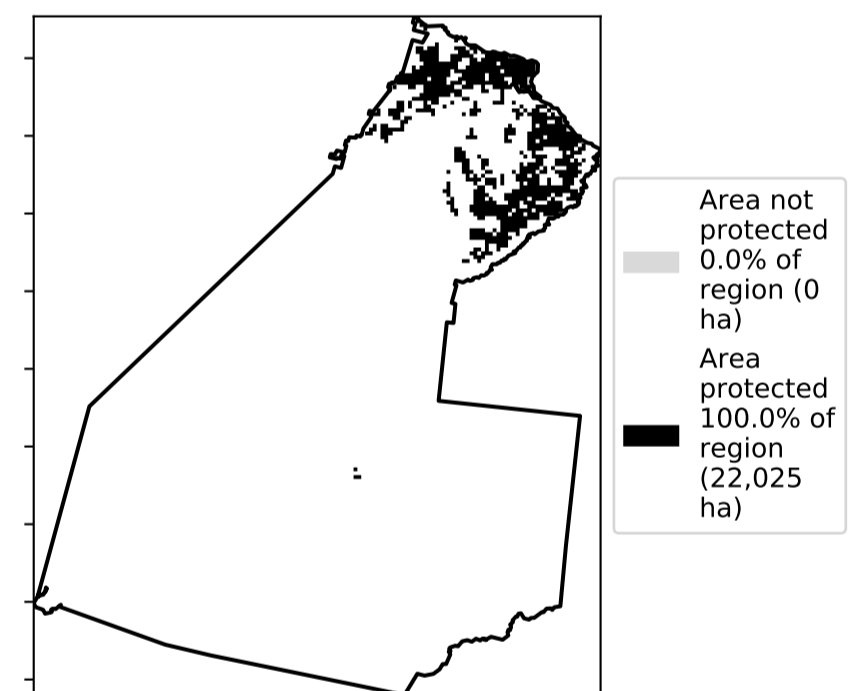 Area not
protected
0.0% of
region (0
ha)
Area
protected
100.0% of
region
(22,025
ha)